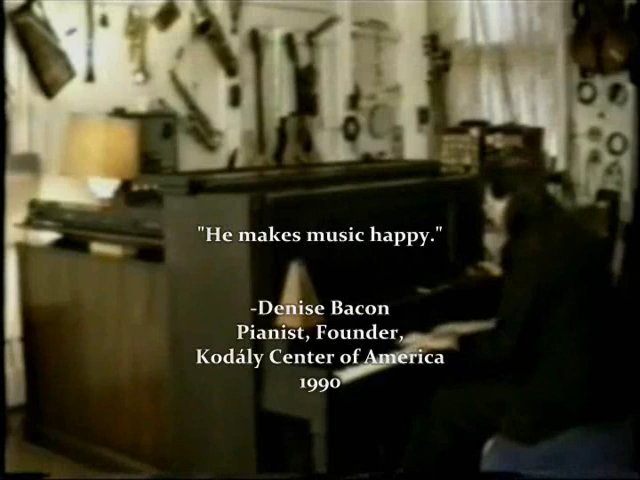 "He makes music happy."
-Denise Bacon
Pianist, Founder,
Kodály Center of America
1990